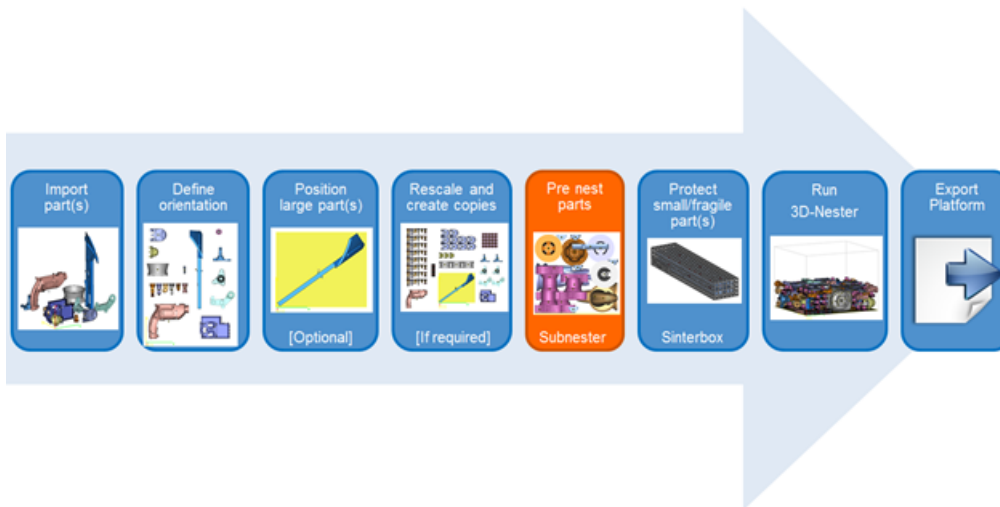 Import
part(s)
Define
orientation
Position
large part(s)
[Optional]
Rescale and
create copies
[If required]
Pre nest
parts
Subnester
Protect
small/fragile
part(s)
Sinterbox
Run
3D-Nester
Export
Platform